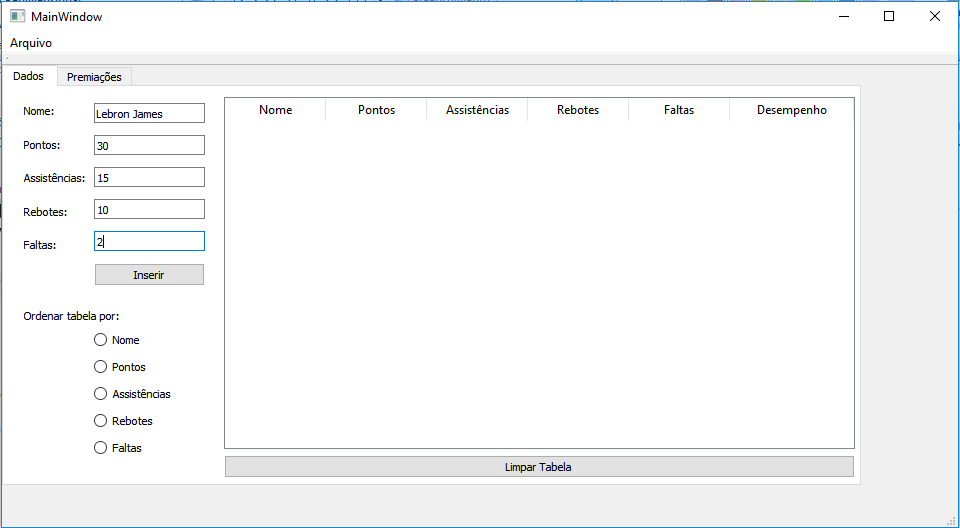 MainWindow
Arquivo
Dados Premiações
Nome: Lebron James
Pontos: 30
Assistências: 15
Rebotes: 10
Faltas: 2
Inserir
Ordenar tabela por:
Nome
Pontos
Assistências
Rebotes
Faltas
Nome Pontos Assistências Rebotes Faltas Desempenho
Limpar Tabela